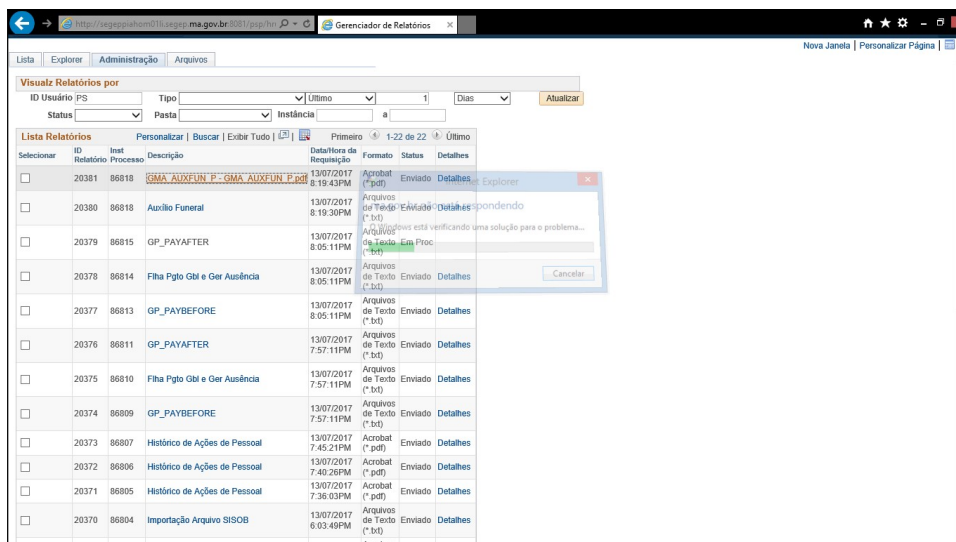 http://segeppiahom01li.segep.ma.gov.br:8081/psp/hn
Gerenciador de Relatórios
Nova Janela | Personalizar Página |
Lista Explorer Administração Arquivos
Visualz Relatórios por
ID Usuário PS Tipo Último 1 Dias Atualizar
Status Pasta Instância a
Lista Relatórios Personalizar | Buscar | Exibir Tudo | Primeiro 1-22 de 22 Último
Selecionar ID Relatório Inst Processo Descrição Data/Hora da Requisição Formato Status Detalhes
20381 86818 GMA_AUXFUN_P - GMA_AUXFUN_P.pdf 13/07/2017 8:19:43PM Acrobat (*.pdf) Enviado Detalhes
Internet Explorer
20380 86818 Auxílio Funeral 13/07/2017 8:19:30PM Arquivos de Texto (*.txt) Enviado Detalhes
ma.gov.br não está respondendo
O Windows está verificando uma solução para o problema...
20379 86815 GP_PAYAFTER 13/07/2017 8:05:11PM Arquivos de Texto (*.txt) Em Proc
20378 86814 Flha Pgto Gbl e Ger Ausência 13/07/2017 8:05:11PM Arquivos de Texto (*.txt) Enviado Detalhes
Cancelar
20377 86813 GP_PAYBEFORE 13/07/2017 8:05:11PM Arquivos de Texto (*.txt) Enviado Detalhes
20376 86811 GP_PAYAFTER 13/07/2017 7:57:11PM Arquivos de Texto (*.txt) Enviado Detalhes
20375 86810 Flha Pgto Gbl e Ger Ausência 13/07/2017 7:57:11PM Arquivos de Texto (*.txt) Enviado Detalhes
20374 86809 GP_PAYBEFORE 13/07/2017 7:57:11PM Arquivos de Texto (*.txt) Enviado Detalhes
20373 86807 Histórico de Ações de Pessoal 13/07/2017 7:45:21PM Acrobat (*.pdf) Enviado Detalhes
20372 86806 Histórico de Ações de Pessoal 13/07/2017 7:40:26PM Acrobat (*.pdf) Enviado Detalhes
20371 86805 Histórico de Ações de Pessoal 13/07/2017 7:36:03PM Acrobat (*.pdf) Enviado Detalhes
20370 86804 Importação Arquivo SISOB 13/07/2017 6:03:49PM Arquivos de Texto (*.txt) Enviado Detalhes